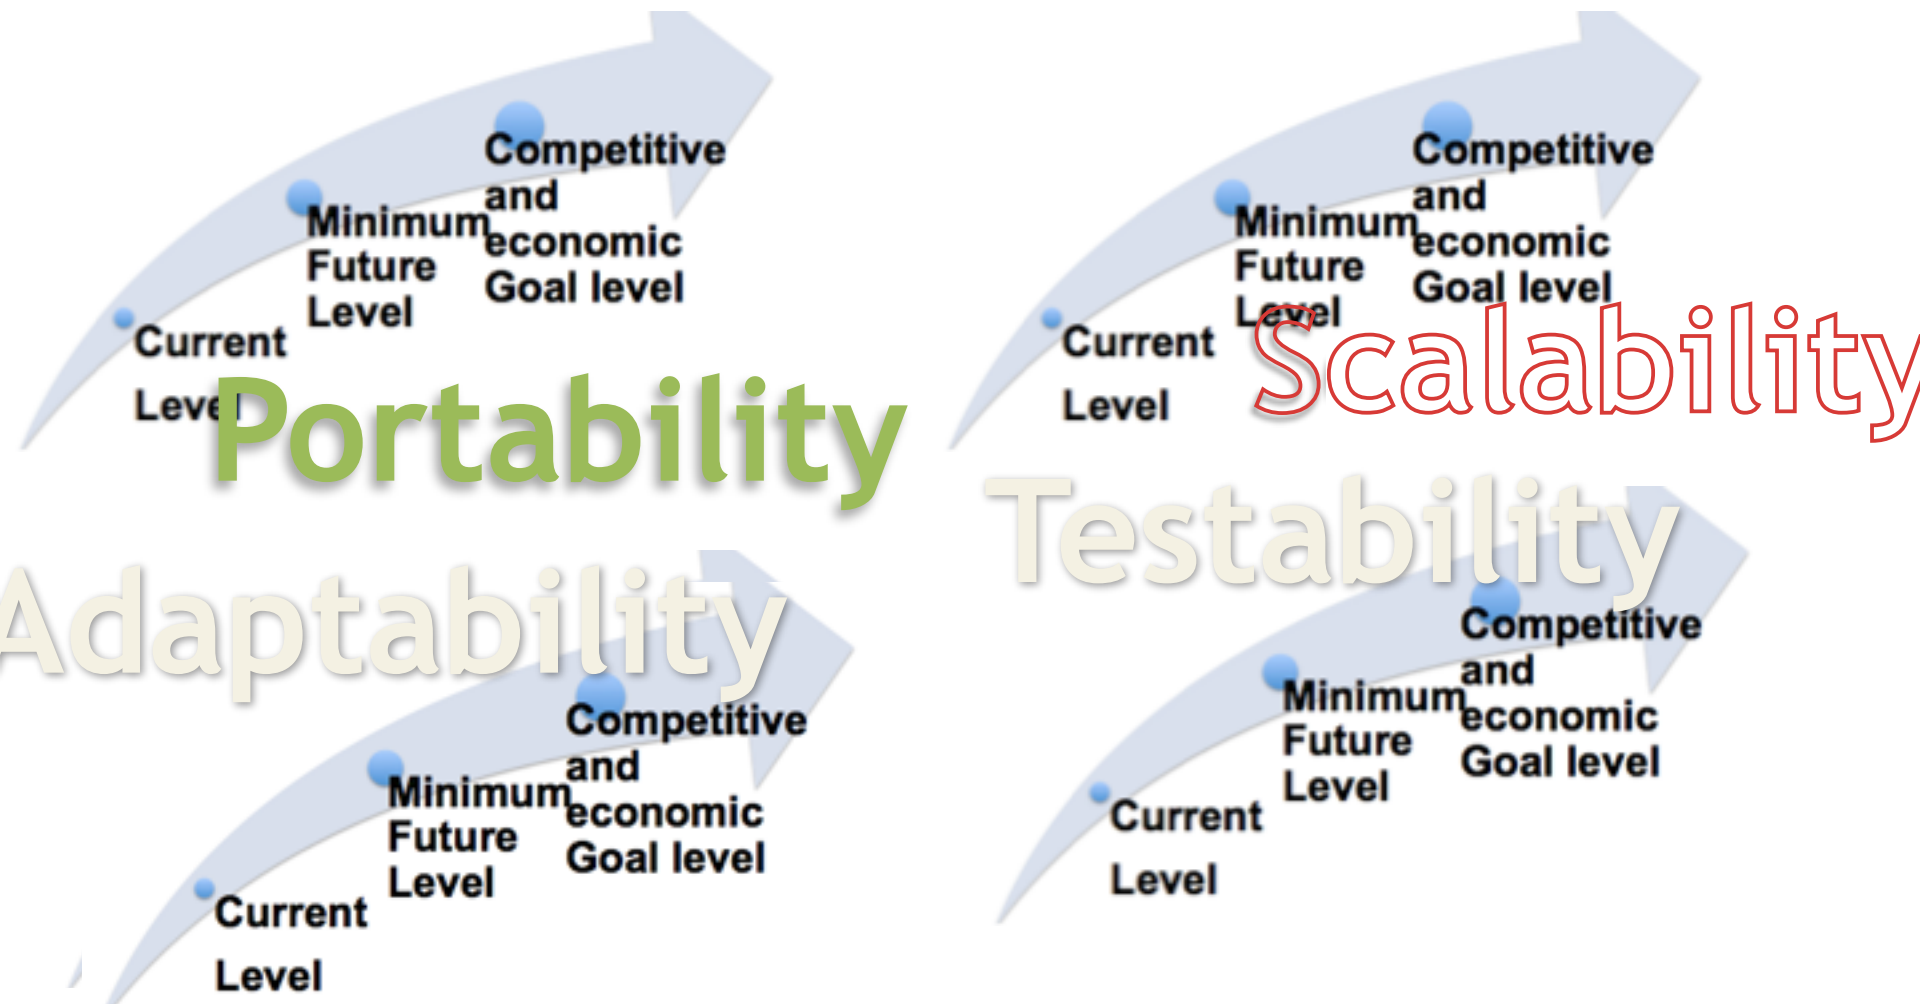 Competitive
and
economic
Goal level
Minimum
Future
Level
Current
Level
Portability
Competitive
and
economic
Goal level
Minimum
Future
Level
Current
Level
Scalability
Adaptability
Competitive
and
economic
Goal level
Minimum
Future
Level
Current
Level
Testability
Competitive
and
economic
Goal level
Minimum
Future
Level
Current
Level